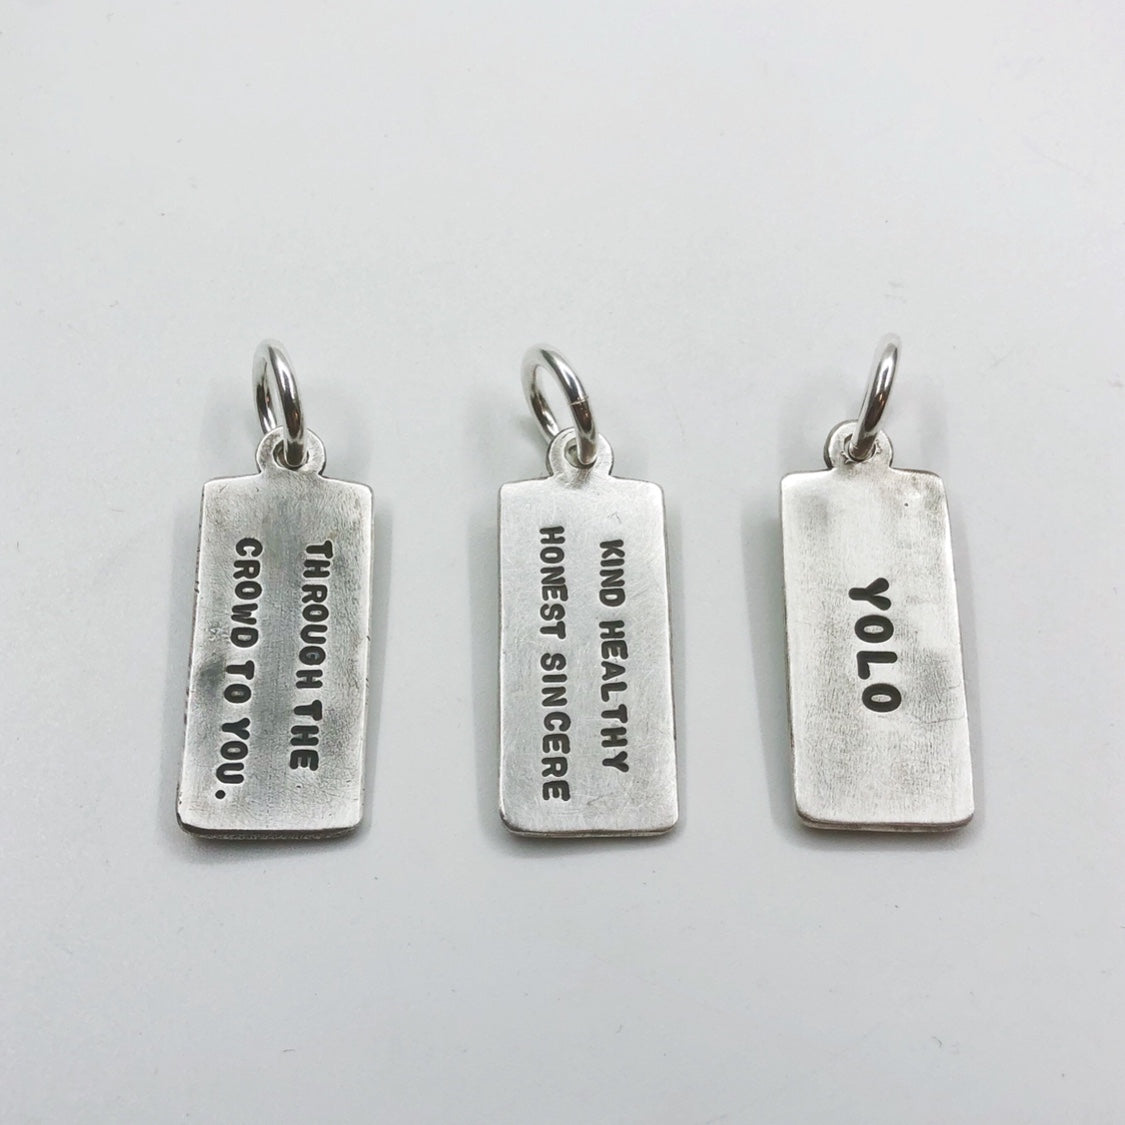 THROUGH THE
CROWD TO YOU.
KIND HEALTHY
HONEST SINCERE
YOLO